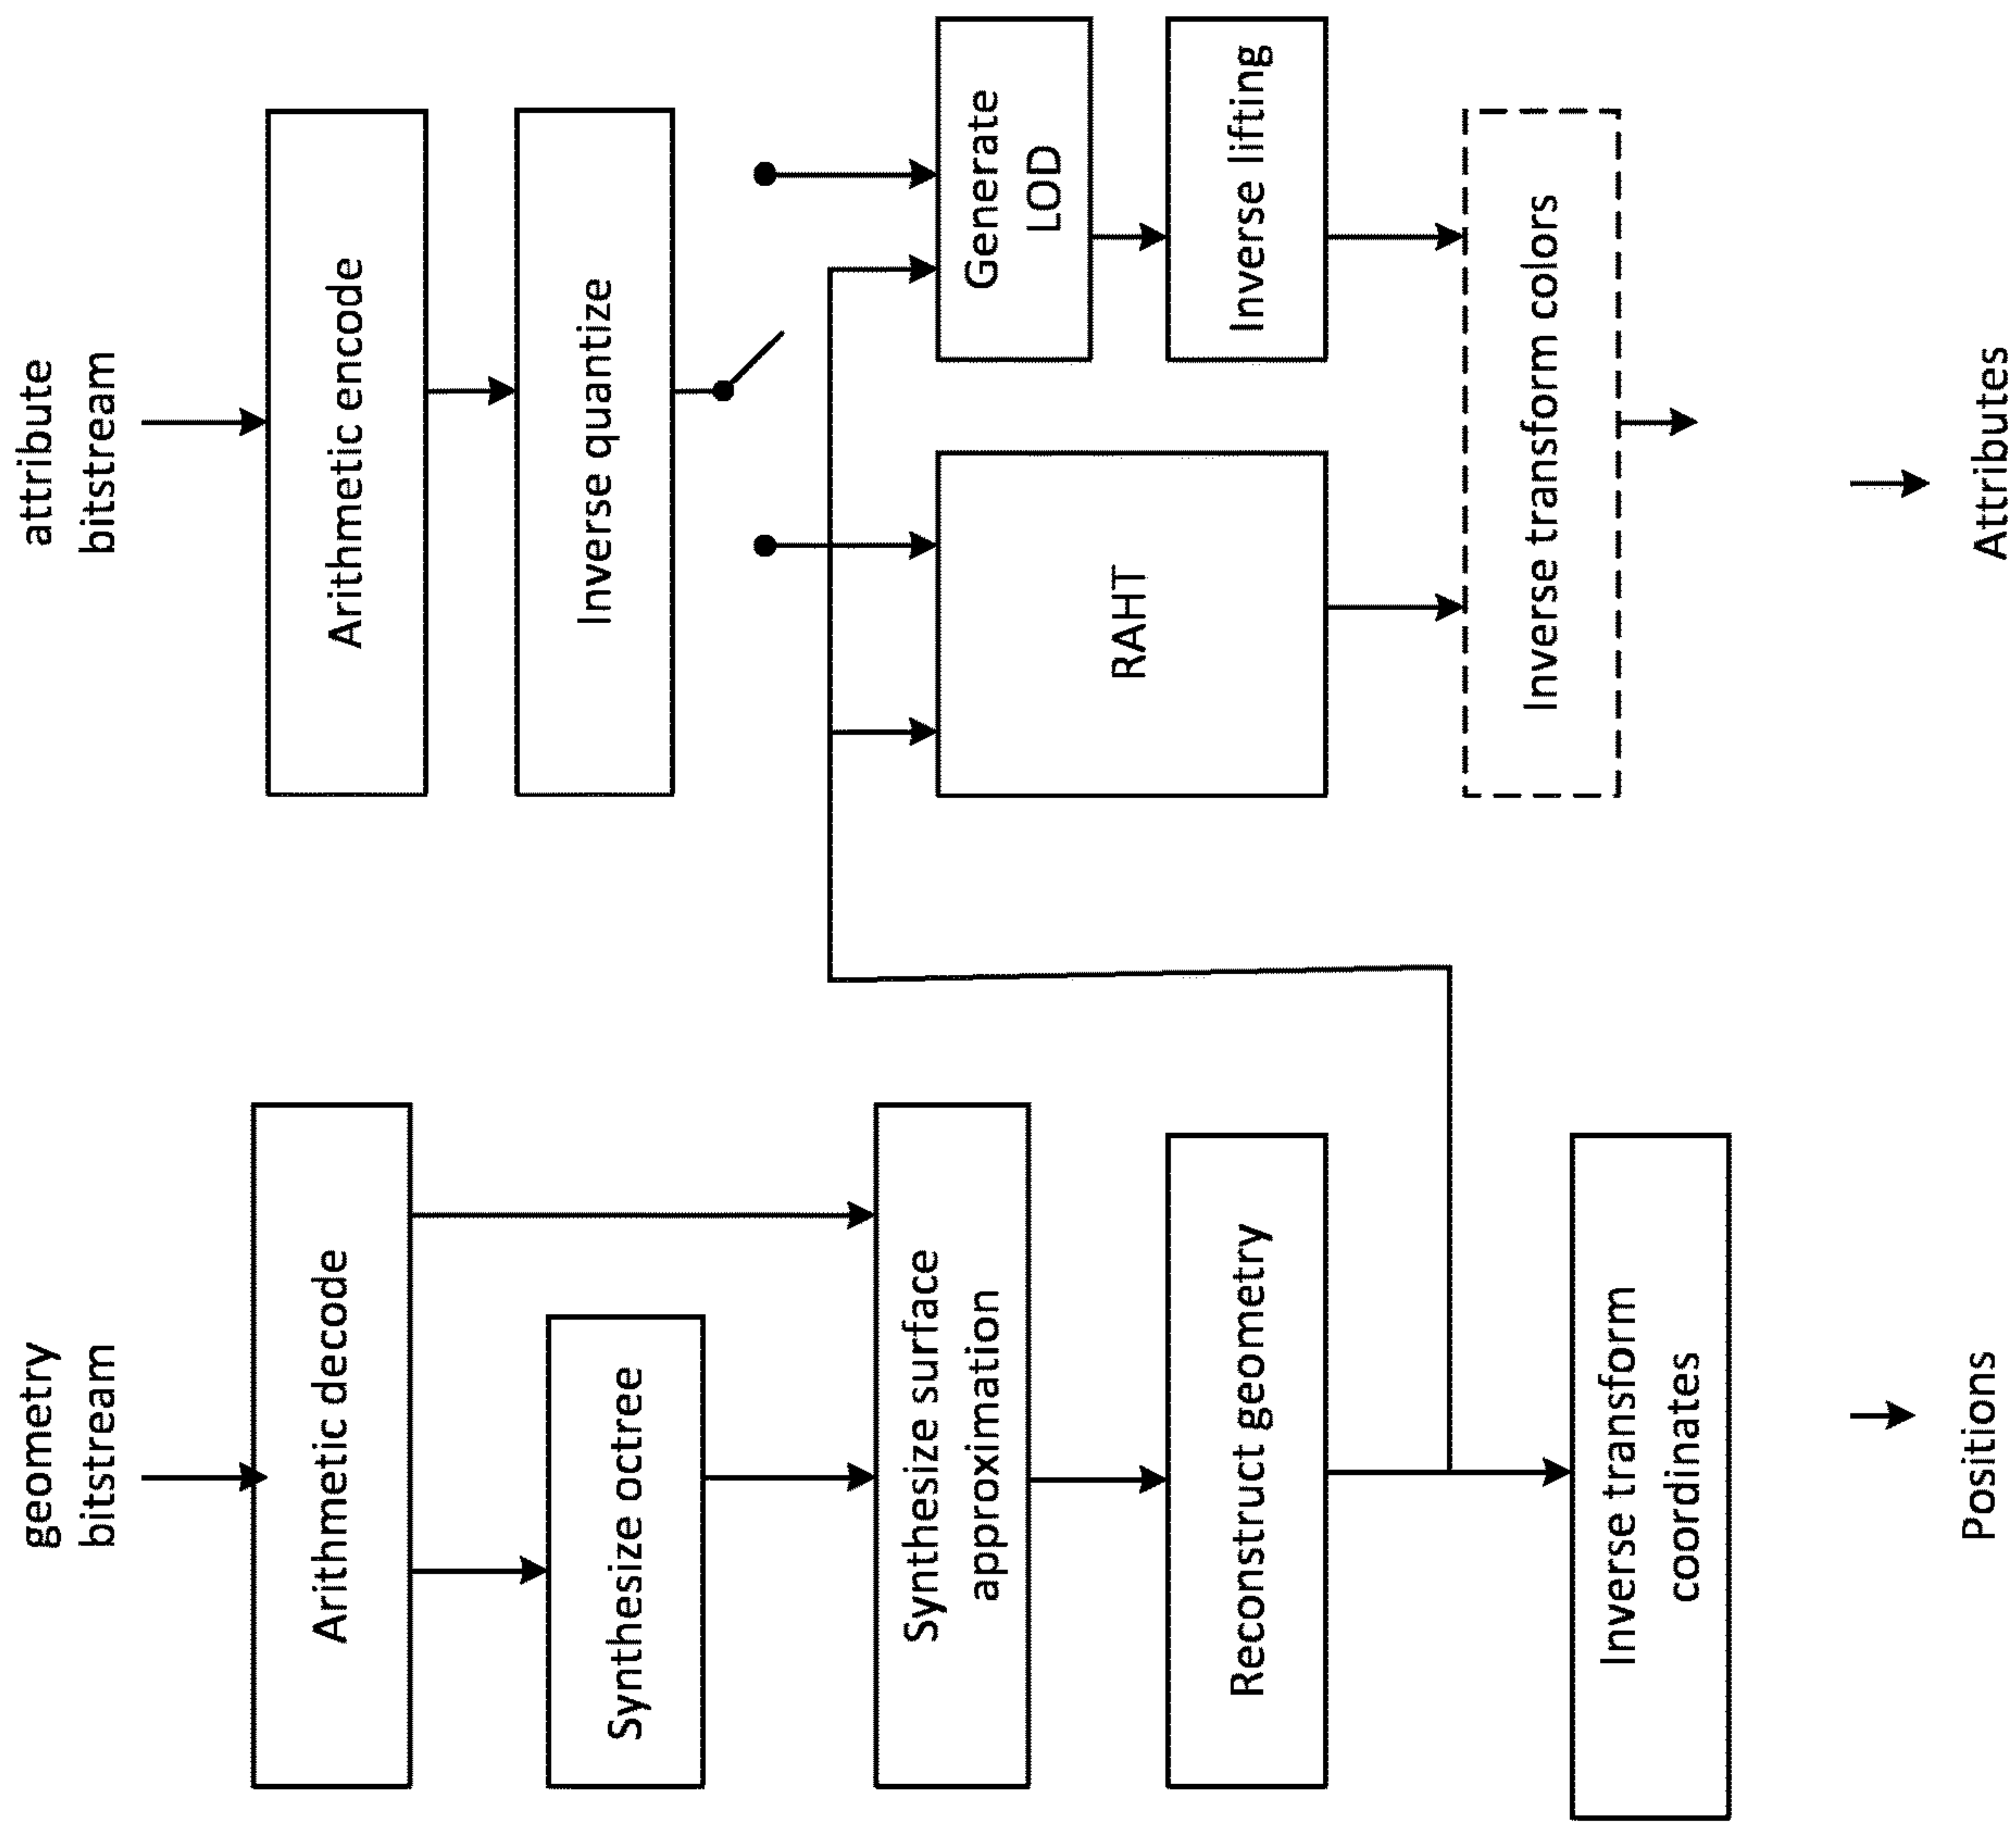 geometry
bitstream
Arithmetic decode
Synthesize octree
Synthesize surface
approximation
Reconstruct geometry
Inverse transform
coordinates
Positions
attribute
bitstream
Arithmetic encode
Inverse quantize
RAHT
Generate
LOD
Inverse lifting
Inverse transform colors
Attributes